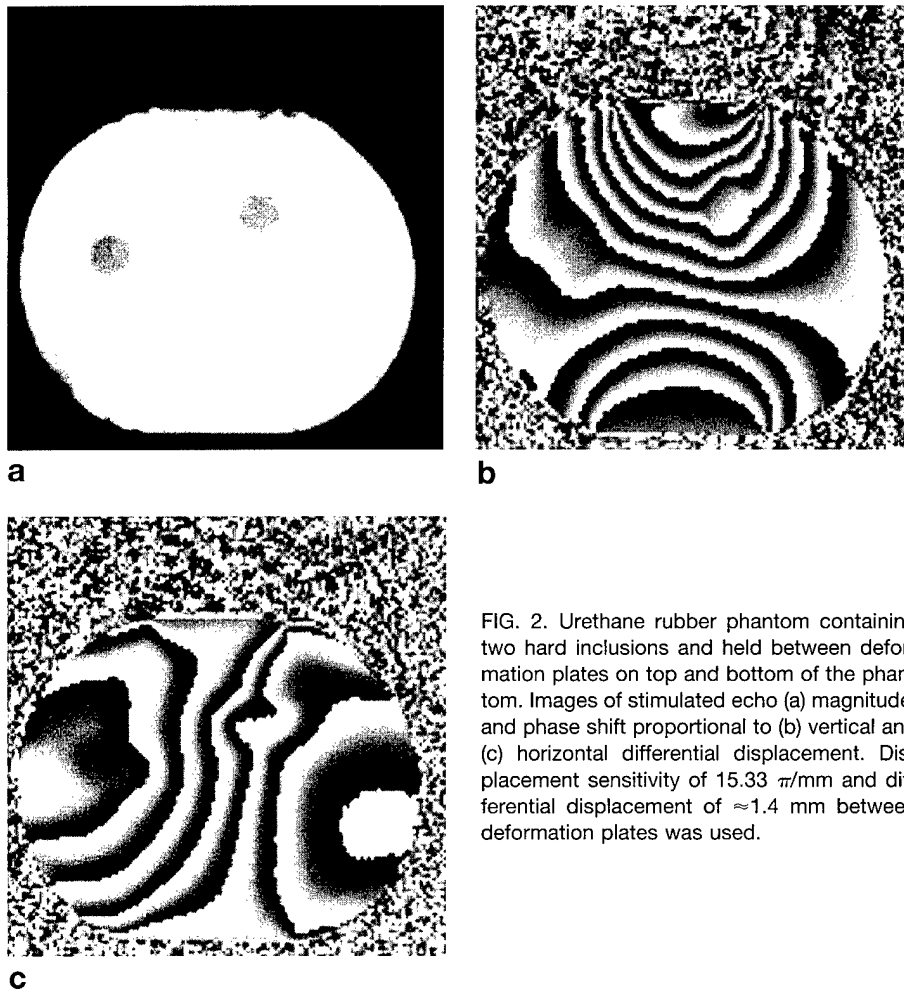 a
b
c
FIG. 2. Urethane rubber phantom containin
two hard inclusions and held between defor
mation plates on top and bottom of the phan
tom. Images of stimulated echo (a) magnitude
and phase shift proportional to (b) vertical an
(c) horizontal differential displacement. Dis
placement sensitivity of 15.33 π/mm and dif
ferential displacement of ≈1.4 mm between
deformation plates was used.